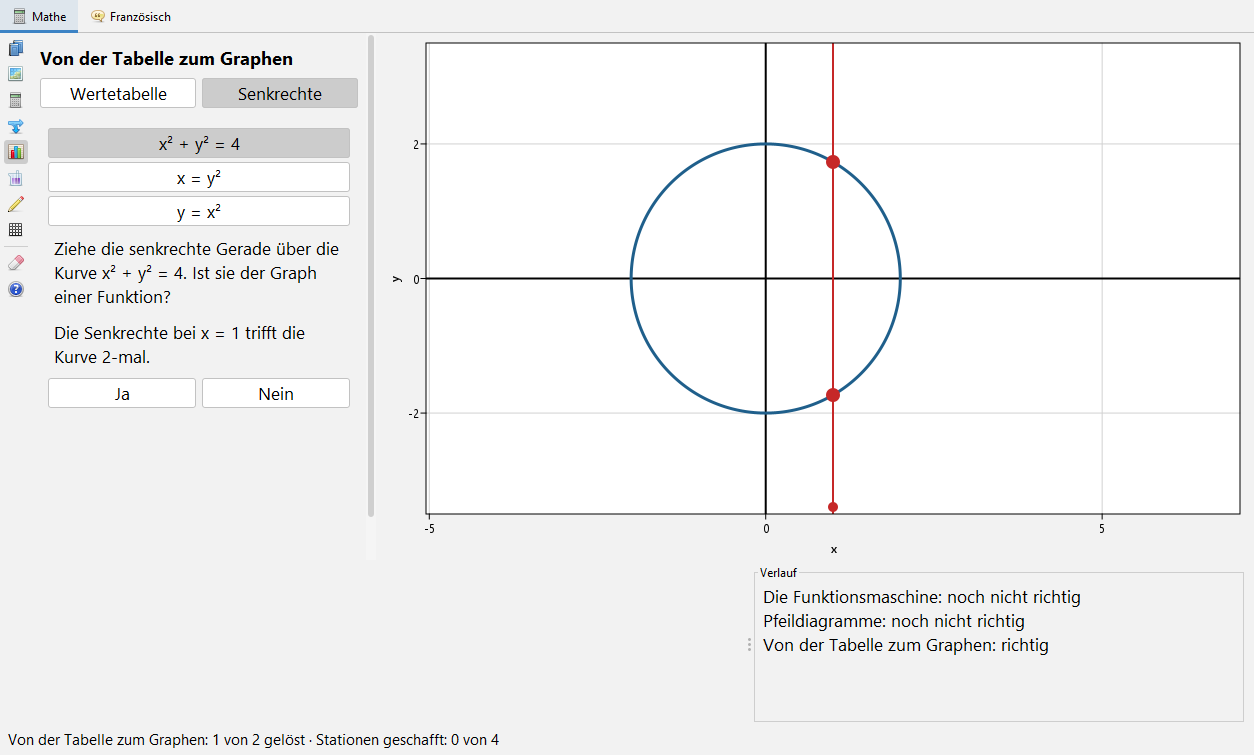 Mathe
Französisch
Von der Tabelle zum Graphen
Wertetabelle
Senkrechte
x² + y² = 4
x = y²
y = x²
Ziehe die senkrechte Gerade über die
Kurve x² + y² = 4. Ist sie der Graph
einer Funktion?
Die Senkrechte bei x = 1 trifft die
Kurve 2-mal.
Ja
Nein
y
2
0
-2
-5
0
5
x
Verlauf
Die Funktionsmaschine: noch nicht richtig
Pfeildiagramme: noch nicht richtig
Von der Tabelle zum Graphen: richtig
Von der Tabelle zum Graphen: 1 von 2 gelöst · Stationen geschafft: 0 von 4